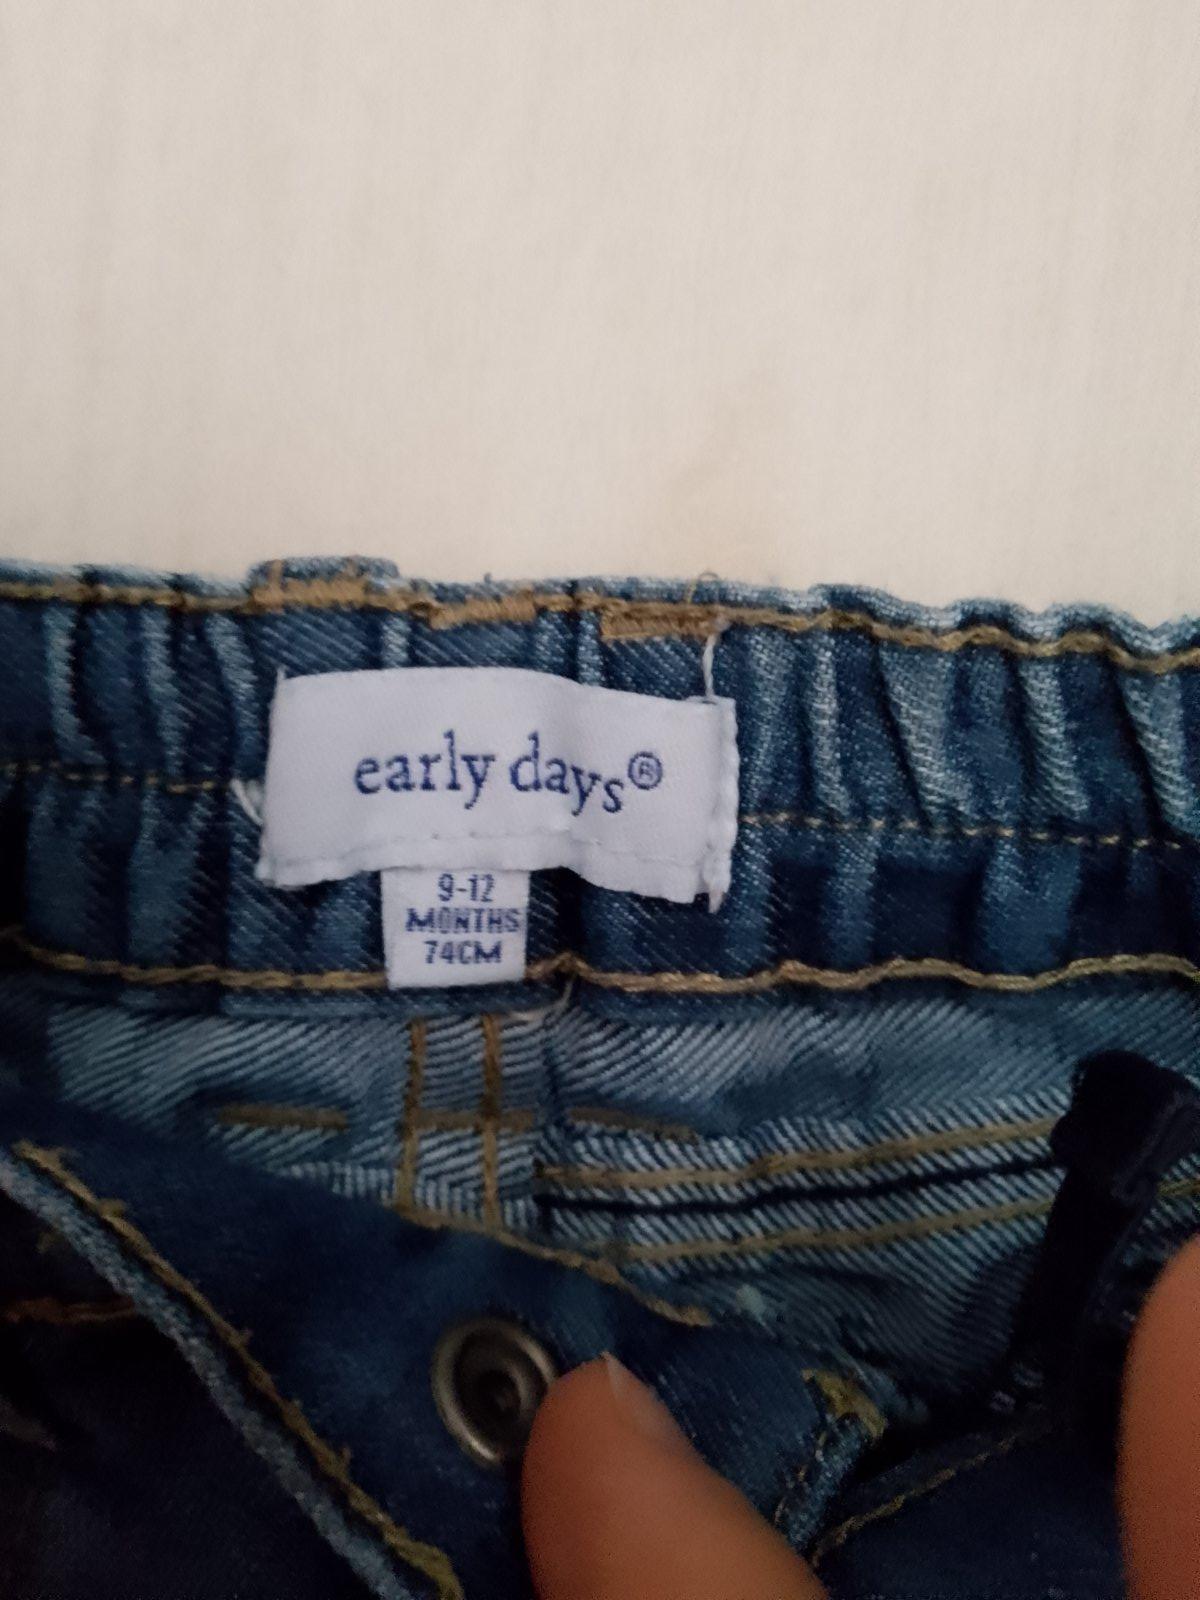 early days®
9-12
MONTHS
74CM